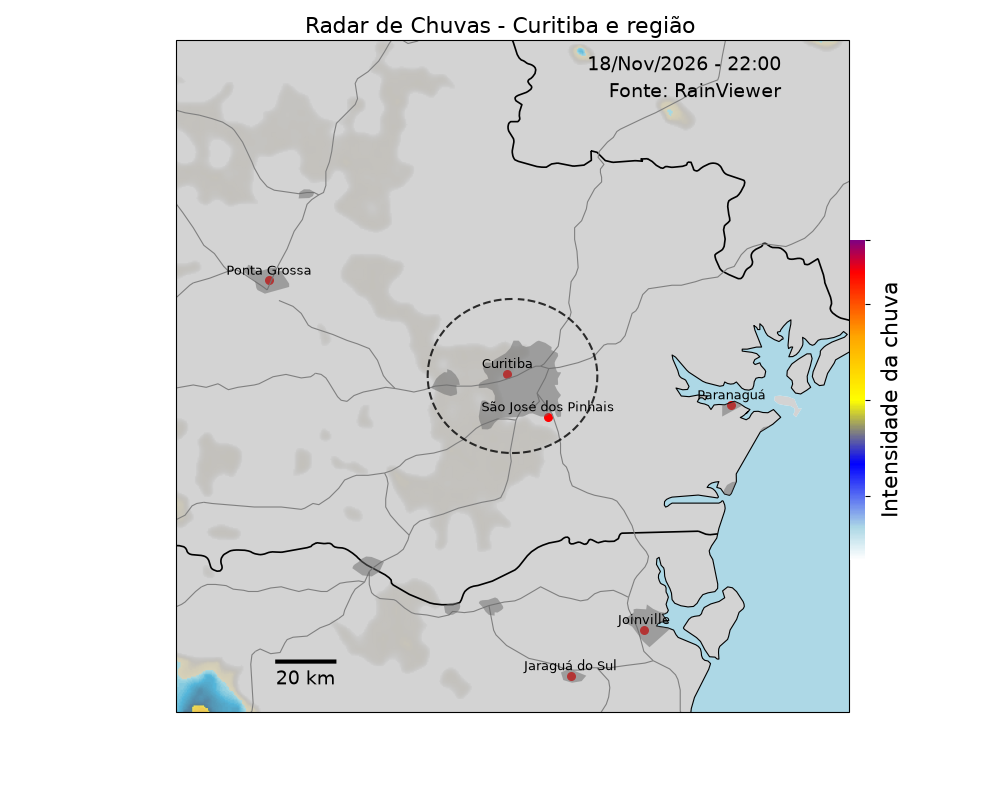 Radar de Chuvas - Curitiba e região
18/Nov/2026 - 22:00
Fonte: RainViewer
Ponta Grossa
Curitiba
São José dos Pinhais
Paranaguá
Joinville
Jaraguá do Sul
20 km
Intensidade da chuva